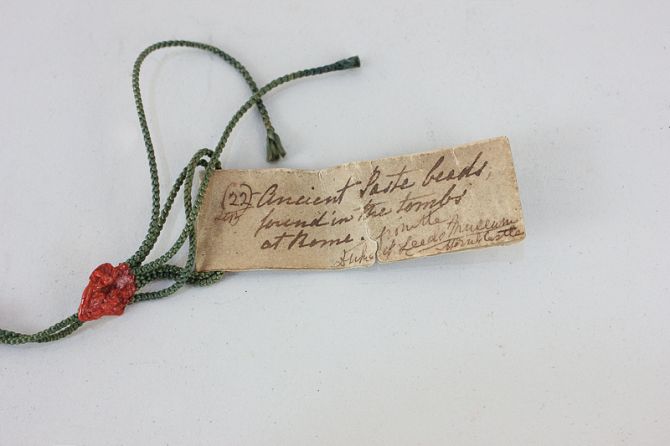 (22) Ancient Paste beads,
found in the tombs
at Rome. from the
Duke of Leeds Museum
Hornby Castle